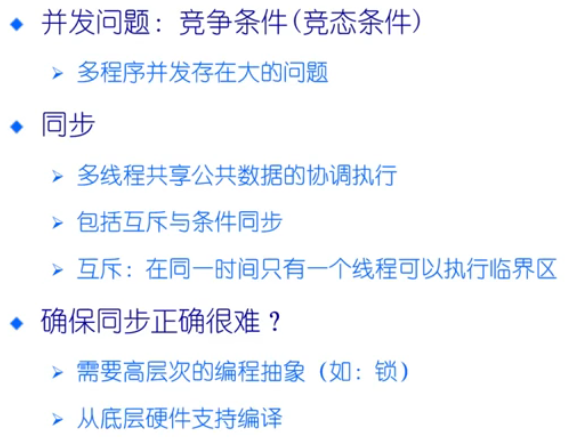 并发问题：竞争条件(竞态条件)
多程序并发存在大的问题
同步
多线程共享公共数据的协调执行
包括互斥与条件同步
互斥：在同一时间只有一个线程可以执行临界区
确保同步正确很难？
需要高层次的编程抽象（如：锁）
从底层硬件支持编译